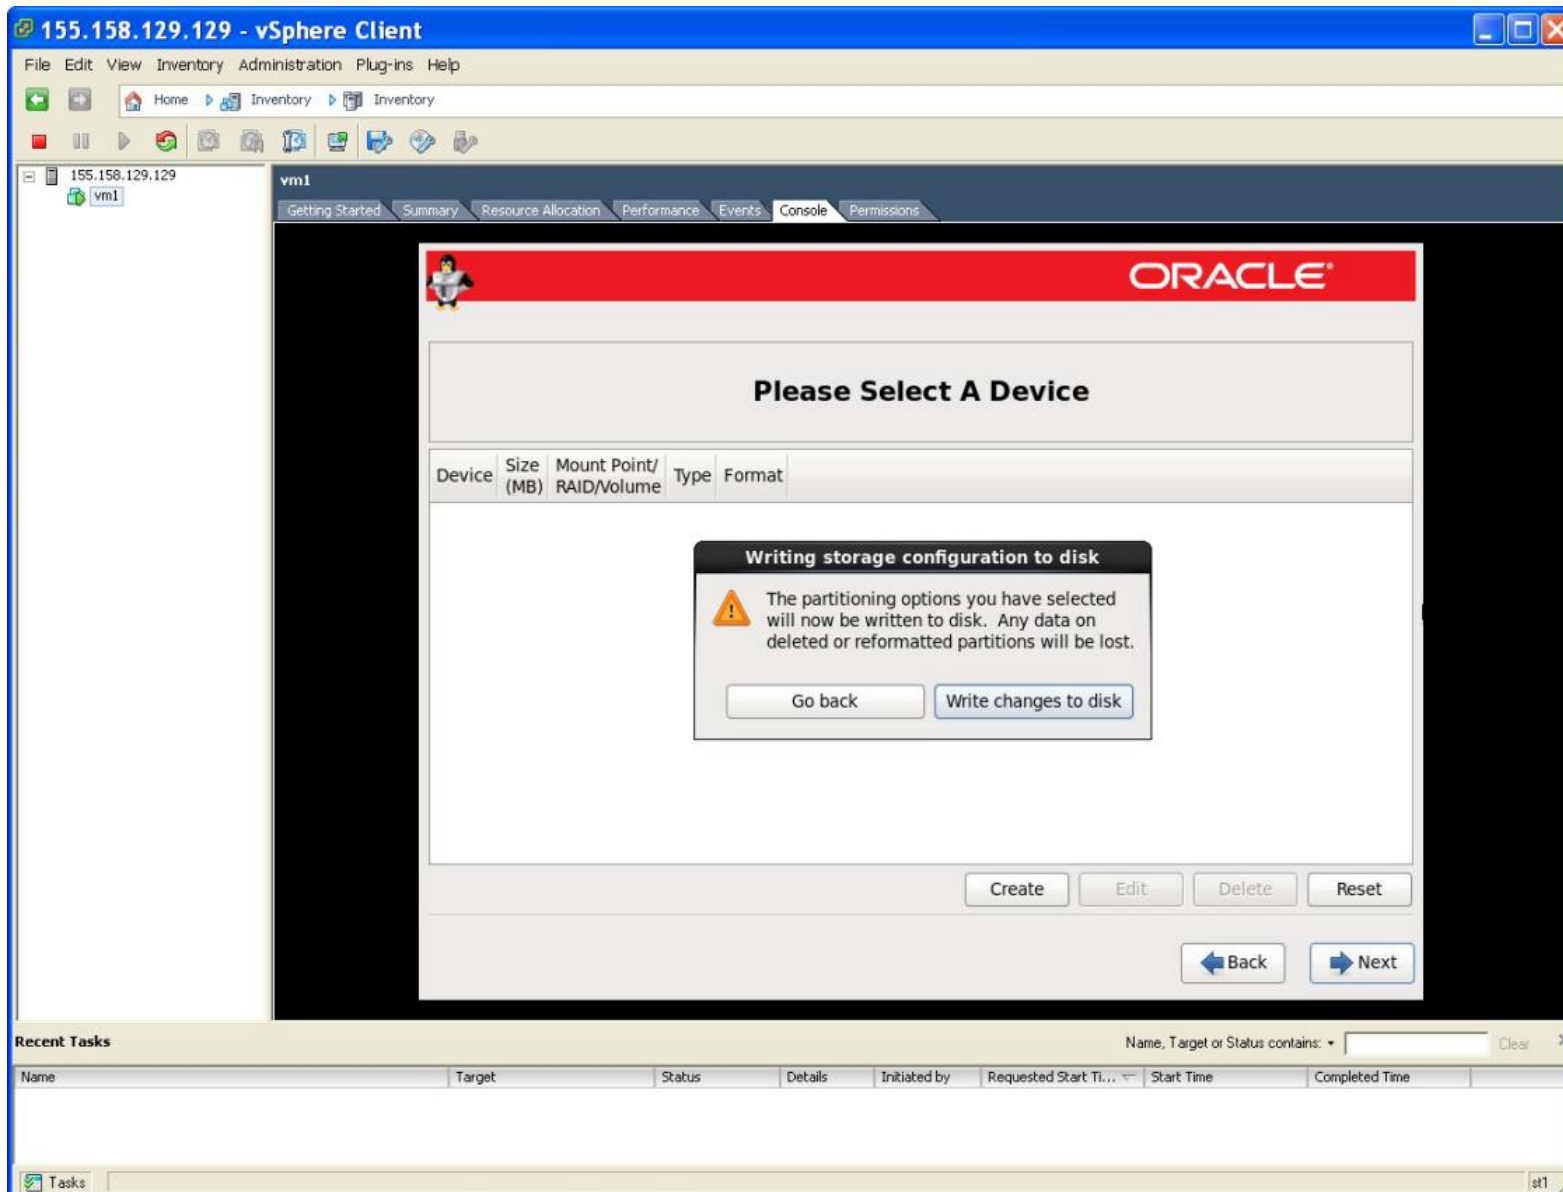 155.158.129.129 - vSphere Client
File Edit View Inventory Administration Plug-ins Help
Home Inventory Inventory
155.158.129.129
vm1
vm1
Getting Started Summary Resource Allocation Performance Events Console Permissions
ORACLE
Please Select A Device
Device Size (MB) Mount Point/ RAID/Volume Type Format
Writing storage configuration to disk
The partitioning options you have selected
will now be written to disk. Any data on
deleted or reformatted partitions will be lost.
Go back Write changes to disk
Create Edit Delete Reset
Back Next
Recent Tasks Name, Target or Status contains: Clear
Name Target Status Details Initiated by Requested Start Ti... Start Time Completed Time
Tasks st1